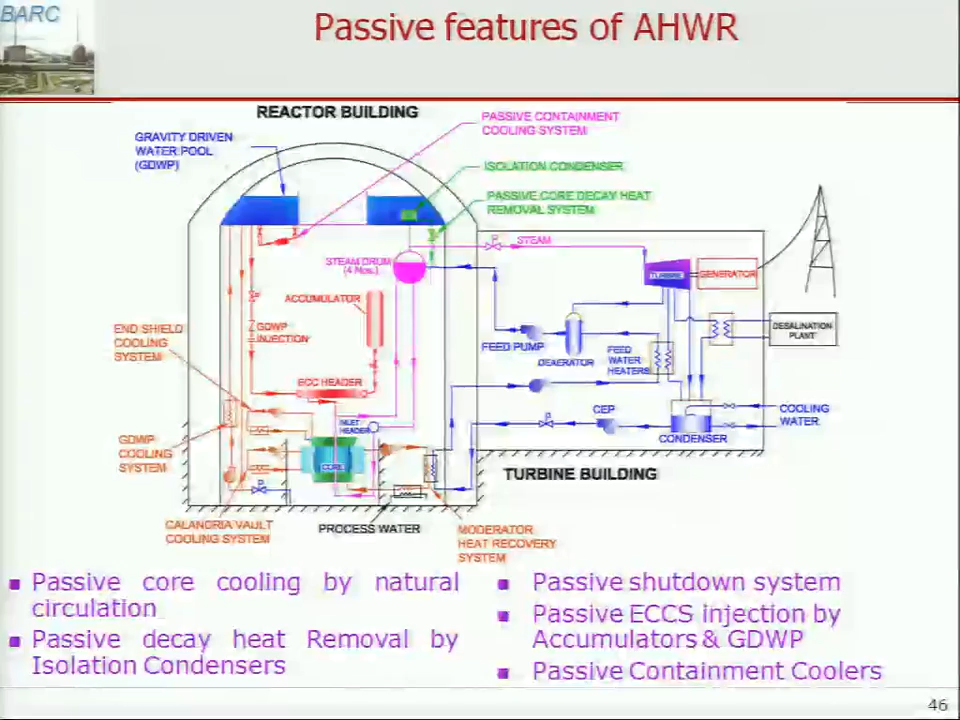 BARC
Passive features of AHWR
REACTOR BUILDING
PASSIVE CONTAINMENT
COOLING SYSTEM
GRAVITY DRIVEN
WATER POOL
(GDWP)
ISOLATION CONDENSER
PASSIVE CORE DECAY HEAT
REMOVAL SYSTEM
STEAM
STEAM DRUM
(4 Nos.)
TURBINE
GENERATOR
ACCUMULATOR
GDWP
INJECTION
END SHIELD
COOLING
SYSTEM
FEED PUMP
DEAERATOR
FEED
WATER
HEATERS
DESALINATION
PLANT
ECC HEADER
INLET
HEADER
CEP
COOLING
WATER
CONDENSER
GDWP
COOLING
SYSTEM
CORE
TURBINE BUILDING
CALANDRIA VAULT
COOLING SYSTEM
PROCESS WATER
MODERATOR
HEAT RECOVERY
SYSTEM
Passive core cooling by natural
circulation
Passive decay heat Removal by
Isolation Condensers
Passive shutdown system
Passive ECCS injection by
Accumulators & GDWP
Passive Containment Coolers
46